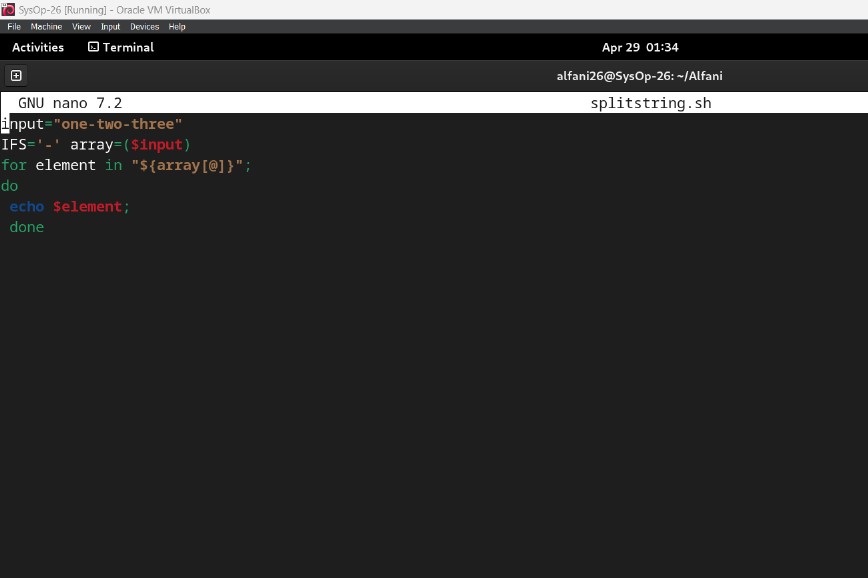 SysOp-26 [Running] - Oracle VM VirtualBox
File Machine View Input Devices Help
Activities Terminal Apr 29 01:34
alfani26@SysOp-26: ~/Alfani
GNU nano 7.2 splitstring.sh
input="one-two-three"
IFS='-' array=($input)
for element in "${array[@]}";
do
 echo $element;
 done